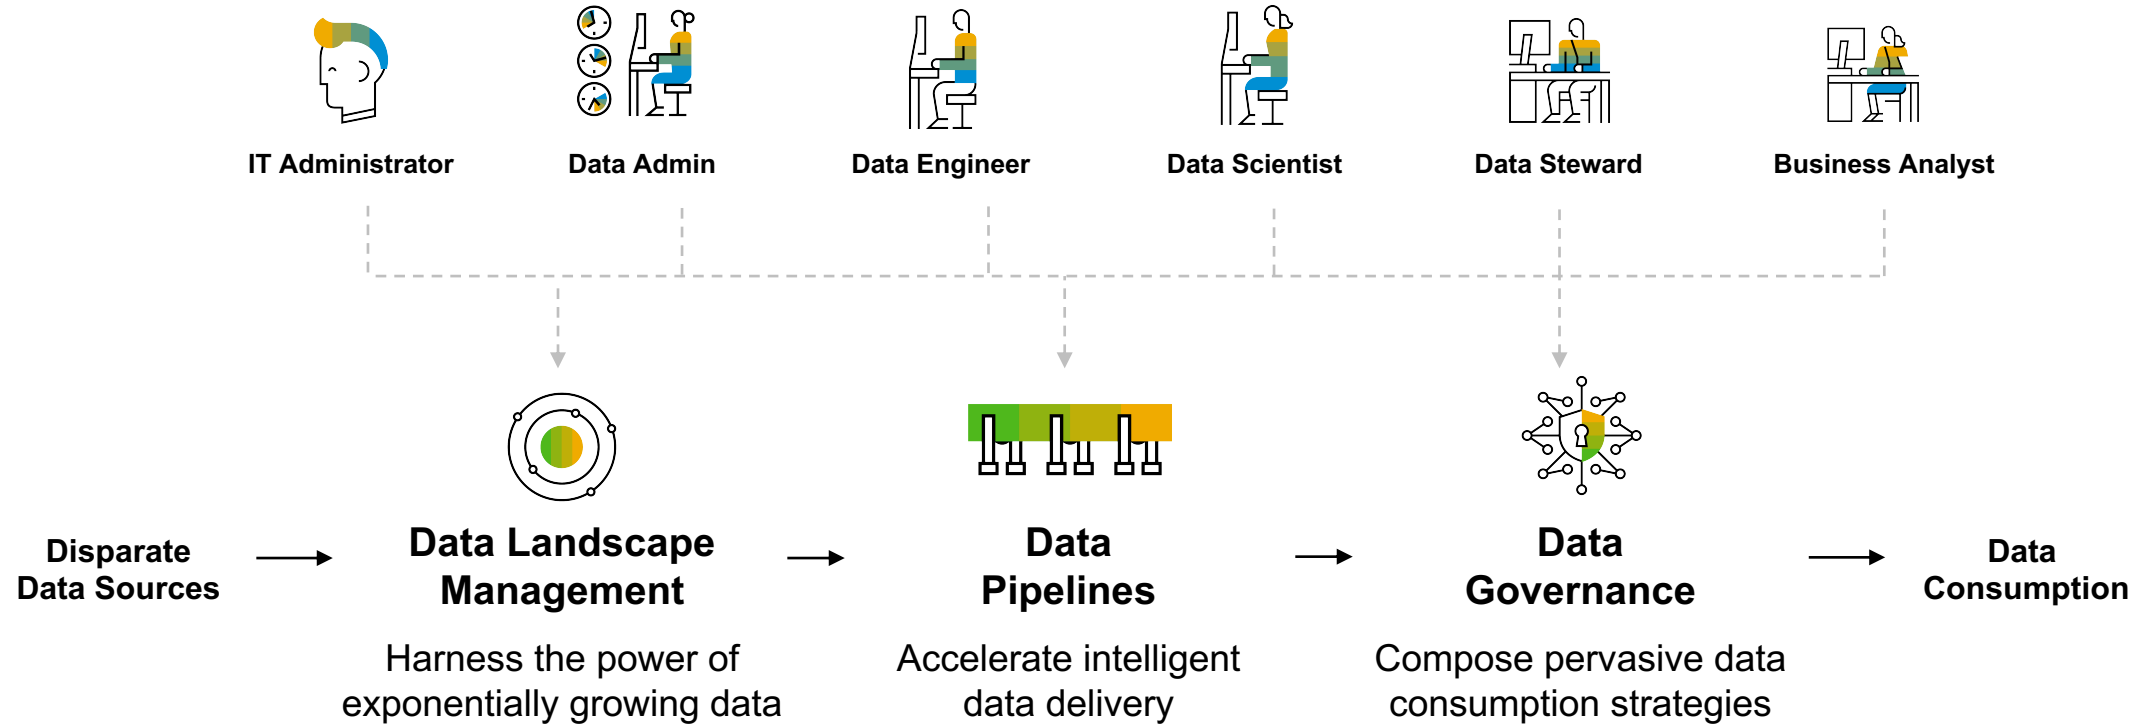 IT Administrator
Data Admin
Data Engineer
Data Scientist
Data Steward
Business Analyst
Disparate
Data Sources
Data Landscape
Management
Harness the power of
exponentially growing data
Data
Pipelines
Accelerate intelligent
data delivery
Data
Governance
Compose pervasive data
consumption strategies
Data
Consumption